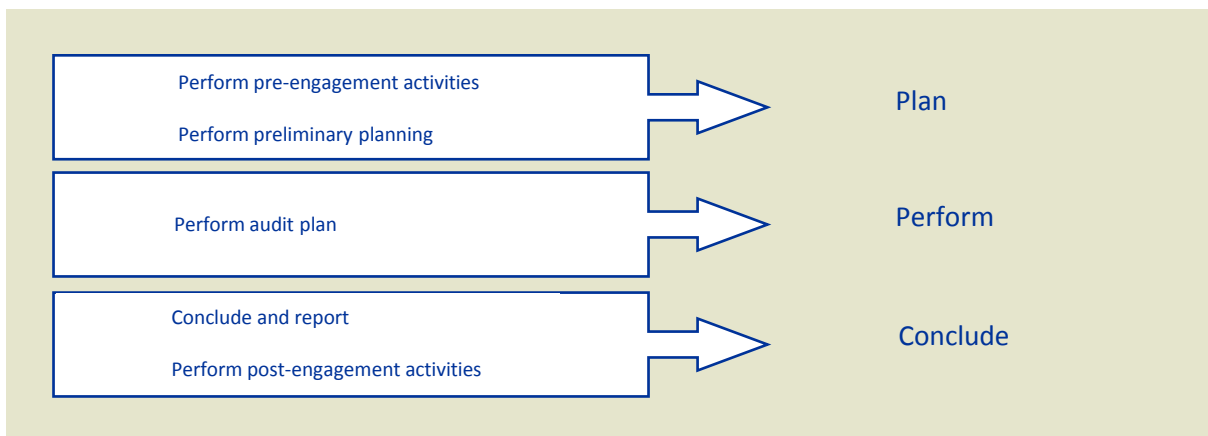 Perform pre-engagement activities
Perform preliminary planning
Plan
Perform audit plan
Perform
Conclude and report
Perform post-engagement activities
Conclude